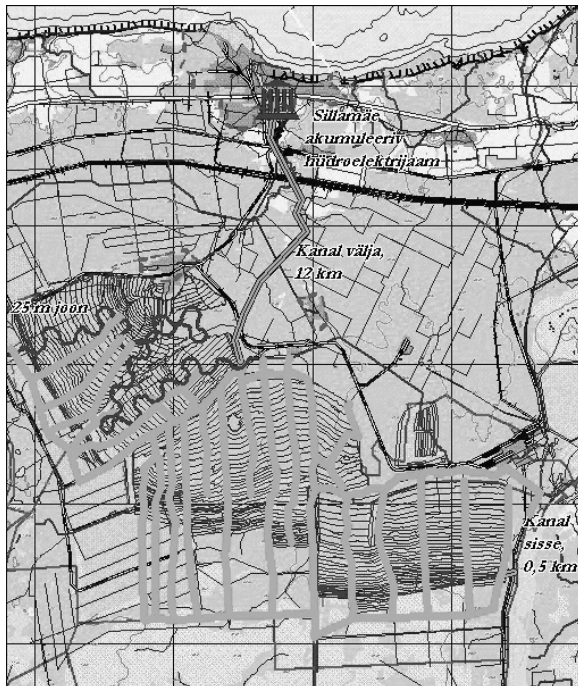 Sillamäe
akumuleeriv
hüdroelektrijaam
Kanal välja,
12 km
25 m joon
Kanal
sisse,
0,5 km